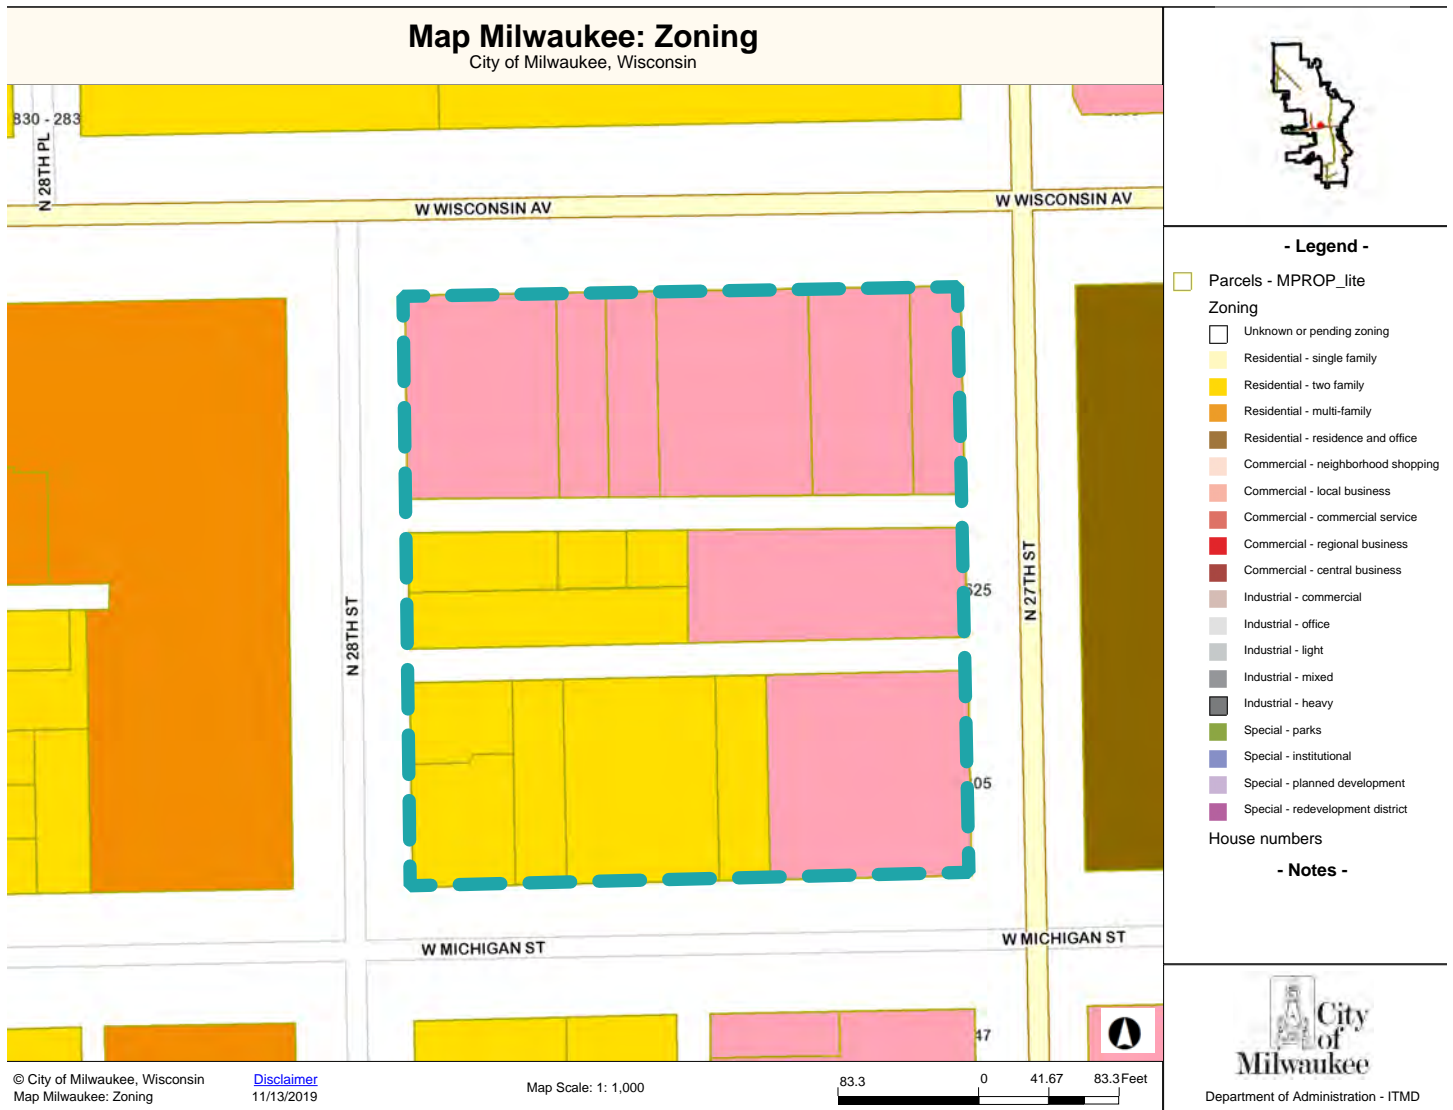 Map Milwaukee: Zoning
City of Milwaukee, Wisconsin
830 - 283
N 28TH PL
W WISCONSIN AV
W WISCONSIN AV
N 28TH ST
N 27TH ST
625
05
W MICHIGAN ST
W MICHIGAN ST
47
- Legend -
Parcels - MPROP_lite
Zoning
Unknown or pending zoning
Residential - single family
Residential - two family
Residential - multi-family
Residential - residence and office
Commercial - neighborhood shopping
Commercial - local business
Commercial - commercial service
Commercial - regional business
Commercial - central business
Industrial - commercial
Industrial - office
Industrial - light
Industrial - mixed
Industrial - heavy
Special - parks
Special - institutional
Special - planned development
Special - redevelopment district
House numbers
- Notes -
City
of
Milwaukee
Department of Administration - ITMD
© City of Milwaukee, Wisconsin
Map Milwaukee: Zoning
Disclaimer
11/13/2019
Map Scale: 1: 1,000
83.3 0 41.67 83.3 Feet